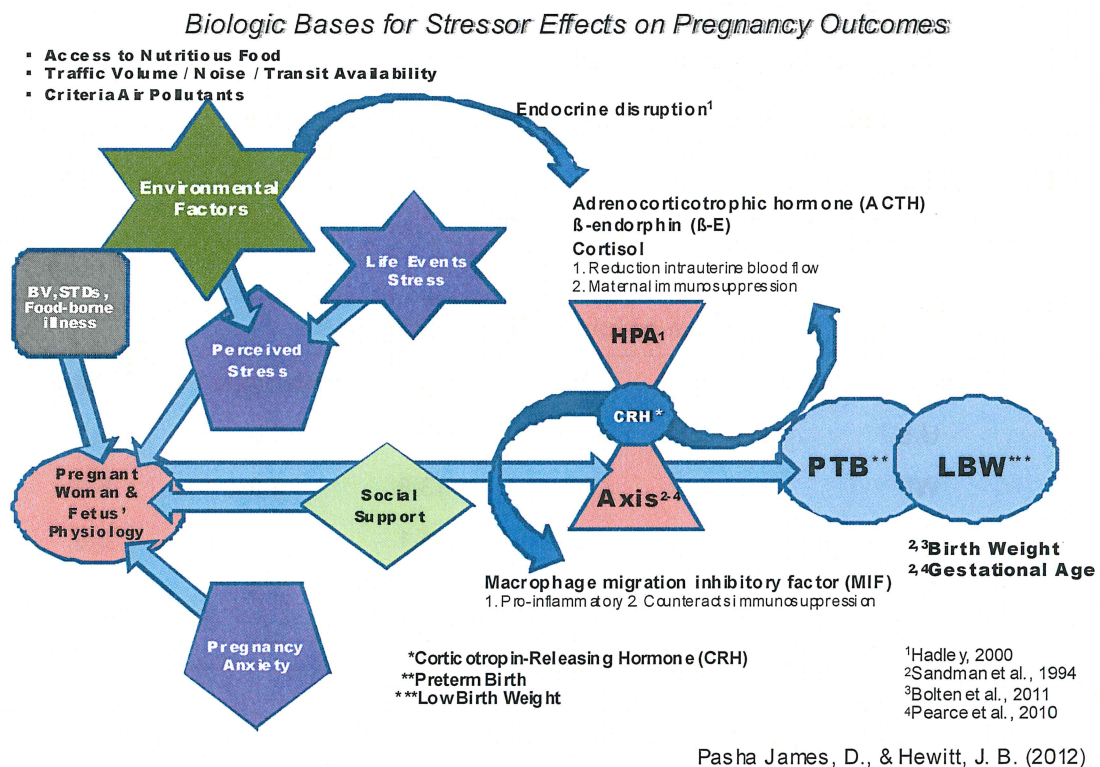 Biologic Bases for Stressor Effects on Pregnancy Outcomes
▪ Access to Nutritious Food
▪ Traffic Volume / Noise / Transit Availability
▪ Criteria Air Pollutants
Endocrine disruption¹
Environmental
Factors
Adrenocorticotrophic hormone (ACTH)
ß-endorphin (ß-E)
Cortisol
1. Reduction intrauterine blood flow
2. Maternal immunosuppression
Life Events
Stress
BV, STDs,
Food-borne
illness
Perceived
Stress
HPA¹
CRH*
Pregnant
Woman &
Fetus'
Physiology
Social
Support
Axis²⁻⁴
PTB**
LBW***
²,³Birth Weight
²,⁴Gestational Age
Macrophage migration inhibitory factor (MIF)
1. Pro-inflammatory 2. Counteracts immunosuppression
Pregnancy
Anxiety
*Corticotropin-Releasing Hormone (CRH)
**Preterm Birth
***Low Birth Weight
¹Hadley, 2000
²Sandman et al., 1994
³Bolten et al., 2011
⁴Pearce et al., 2010
Pasha James, D., & Hewitt, J. B. (2012)